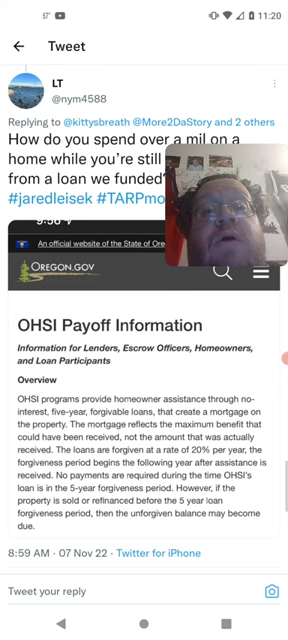 57° 11:20
Tweet
LT
@nym4588
Replying to @kittysbreath @More2DaStory and 2 others
How do you spend over a mil on a
home while you're still
from a loan we funded?
#jaredleisek #TARPmo
9:56
An official website of the State of Ore
OREGON.GOV
OHSI Payoff Information
Information for Lenders, Escrow Officers, Homeowners,
and Loan Participants
Overview
OHSI programs provide homeowner assistance through no-
interest, five-year, forgivable loans, that create a mortgage on
the property. The mortgage reflects the maximum benefit that
could have been received, not the amount that was actually
received. The loans are forgiven at a rate of 20% per year, the
forgiveness period begins the following year after assistance is
received. No payments are required during the time OHSI's
loan is in the 5-year forgiveness period. However, if the
property is sold or refinanced before the 5 year loan
forgiveness period, then the unforgiven balance may become
due.
8:59 AM · 07 Nov 22 · Twitter for iPhone
Tweet your reply